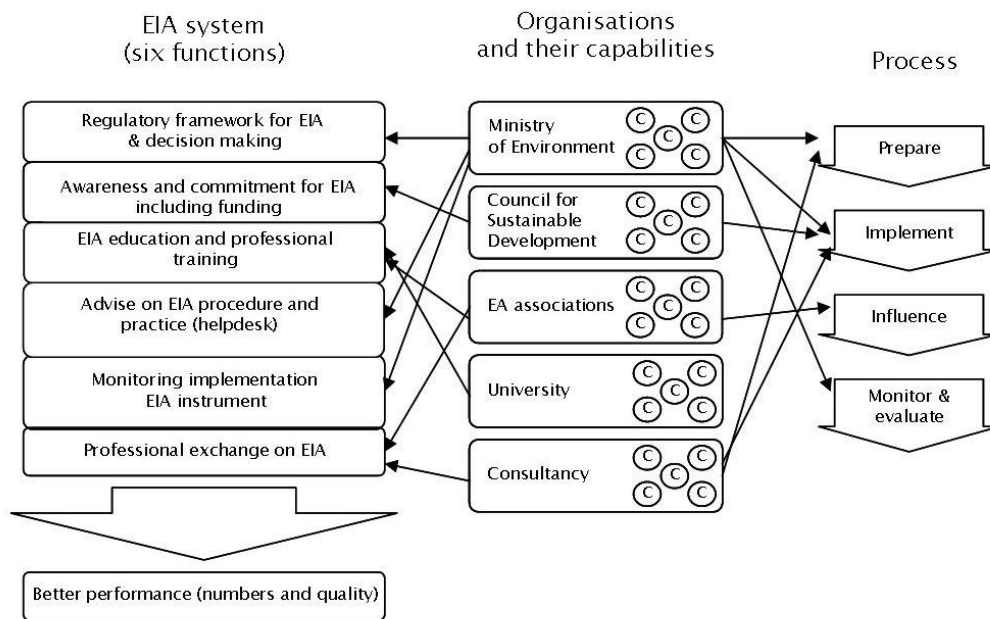 EIA system
(six functions)
Regulatory framework for EIA
& decision making
Awareness and commitment for EIA
including funding
EIA education and professional
training
Advise on EIA procedure and
practice (helpdesk)
Monitoring implementation
EIA instrument
Professional exchange on EIA
Better performance (numbers and quality)
Organisations
and their capabilities
Ministry
of Environment
C C
C
C C
Council for
Sustainable
Development
C C
C
C C
EA associations
C C
C
C C
University
C C
C
C C
Consultancy
C C
C
C C
Process
Prepare
Implement
Influence
Monitor &
evaluate